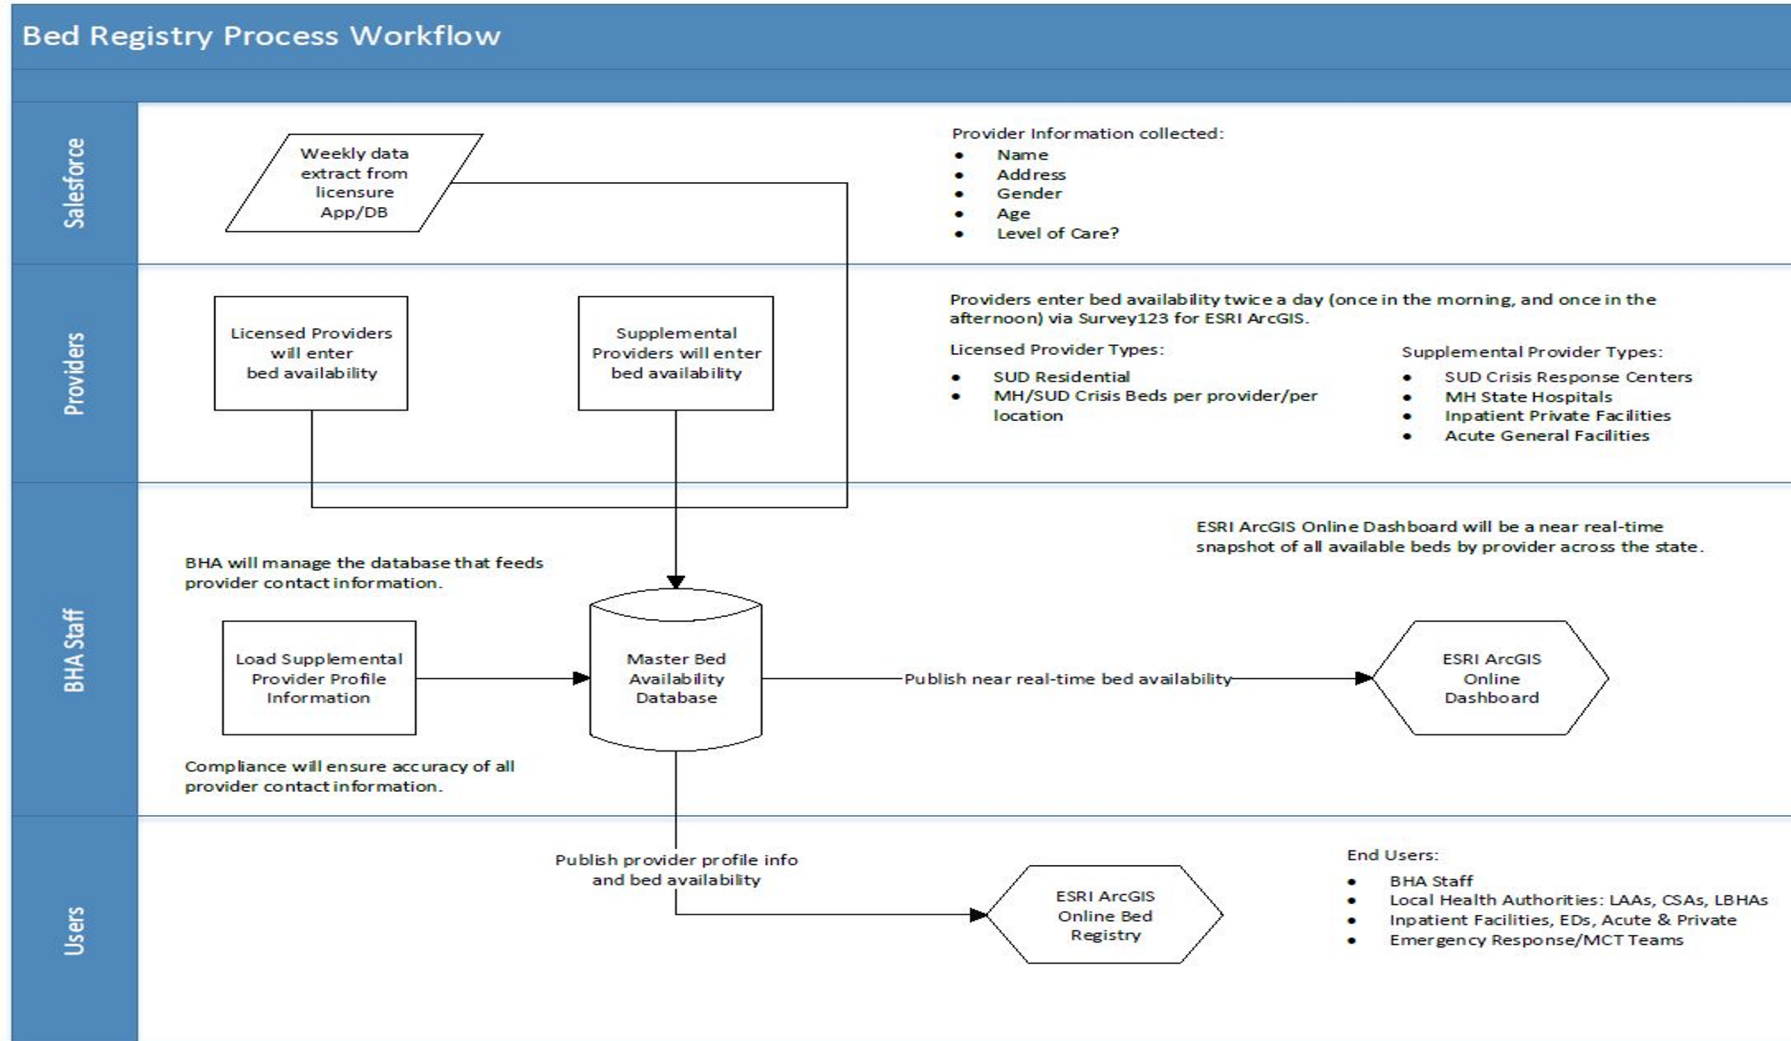 Bed Registry Process Workflow
Salesforce
Weekly data
extract from
licensure
App/DB
Provider Information collected:
• Name
• Address
• Gender
• Age
• Level of Care?
Providers
Licensed Providers
will enter
bed availability
Supplemental
Providers will enter
bed availability
Providers enter bed availability twice a day (once in the morning, and once in the
afternoon) via Survey123 for ESRI ArcGIS.
Licensed Provider Types:
• SUD Residential
• MH/SUD Crisis Beds per provider/per
location
Supplemental Provider Types:
• SUD Crisis Response Centers
• MH State Hospitals
• Inpatient Private Facilities
• Acute General Facilities
BHA Staff
ESRI ArcGIS Online Dashboard will be a near real-time
snapshot of all available beds by provider across the state.
BHA will manage the database that feeds
provider contact information.
Load Supplemental
Provider Profile
Information
Master Bed
Availability
Database
Publish near real-time bed availability
ESRI ArcGIS
Online
Dashboard
Compliance will ensure accuracy of all
provider contact information.
Users
Publish provider profile info
and bed availability
ESRI ArcGIS
Online Bed
Registry
End Users:
• BHA Staff
• Local Health Authorities: LAAs, CSAs, LBHAs
• Inpatient Facilities, EDs, Acute & Private
• Emergency Response/MCT Teams